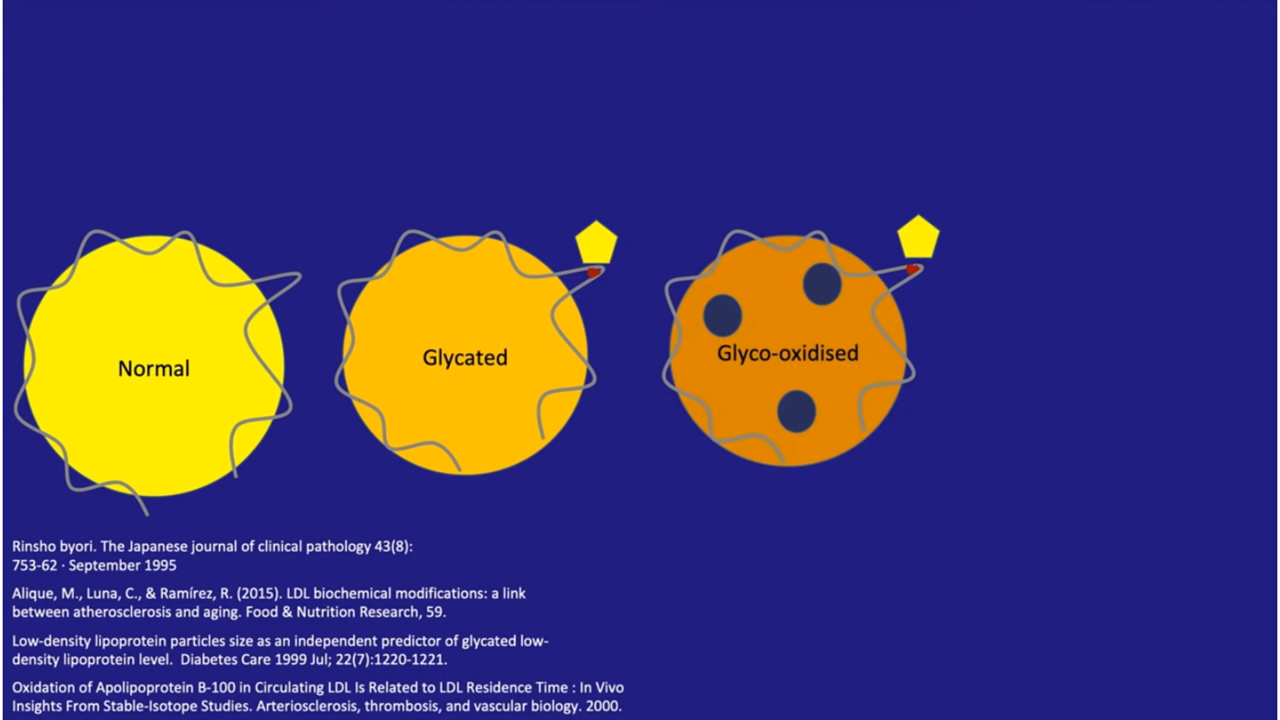 Normal
Glycated
Glyco-oxidised
Rinsho byori. The Japanese journal of clinical pathology 43(8):
753-62 · September 1995
Alique, M., Luna, C., & Ramírez, R. (2015). LDL biochemical modifications: a link
between atherosclerosis and aging. Food & Nutrition Research, 59.
Low-density lipoprotein particles size as an independent predictor of glycated low-
density lipoprotein level.  Diabetes Care 1999 Jul; 22(7):1220-1221.
Oxidation of Apolipoprotein B-100 in Circulating LDL Is Related to LDL Residence Time : In Vivo
Insights From Stable-Isotope Studies. Arteriosclerosis, thrombosis, and vascular biology. 2000.